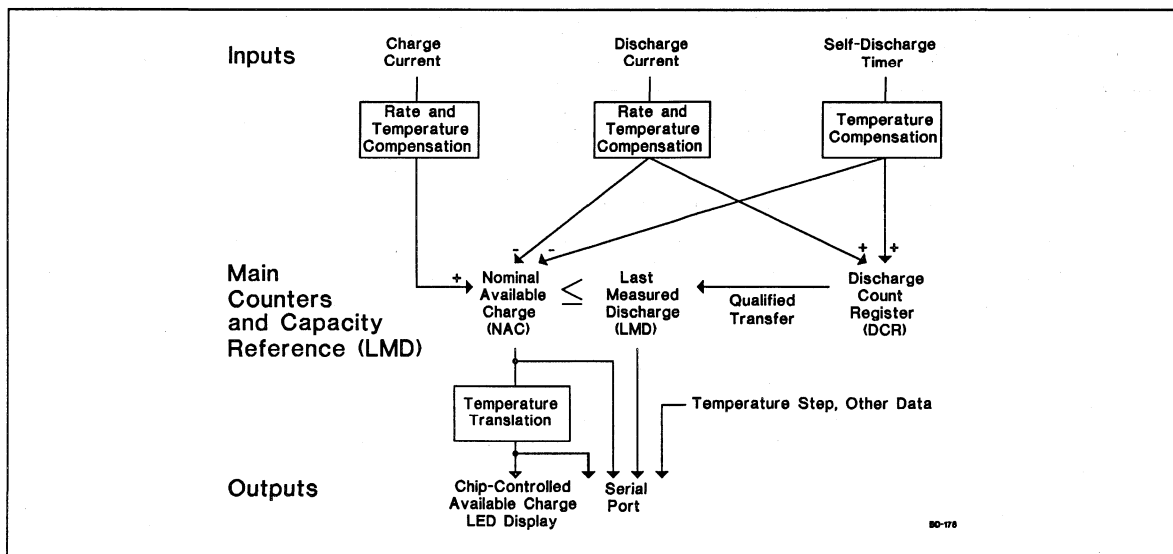 Inputs
Charge
Current
Discharge
Current
Self-Discharge
Timer
Rate and
Temperature
Compensation
Rate and
Temperature
Compensation
Temperature
Compensation
-
-
+
+
+
Main
Counters
and Capacity
Reference (LMD)
Nominal
Available
Charge
(NAC)
≤
Last
Measured
Discharge
(LMD)
Qualified
Transfer
Discharge
Count
Register
(DCR)
Temperature
Translation
Temperature Step, Other Data
Outputs
Chip-Controlled
Available Charge
LED Display
Serial
Port
BD-176